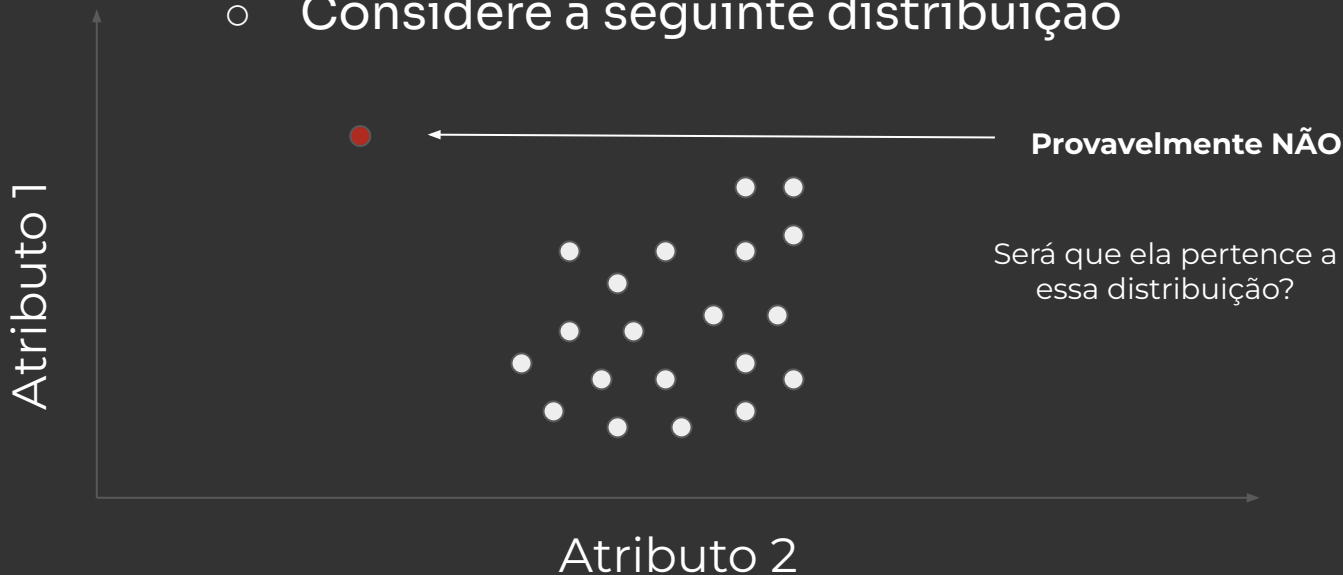 ○ Considere a seguinte distribuição
Provavelmente NÃO
Será que ela pertence a
essa distribuição?
Atributo 1
Atributo 2